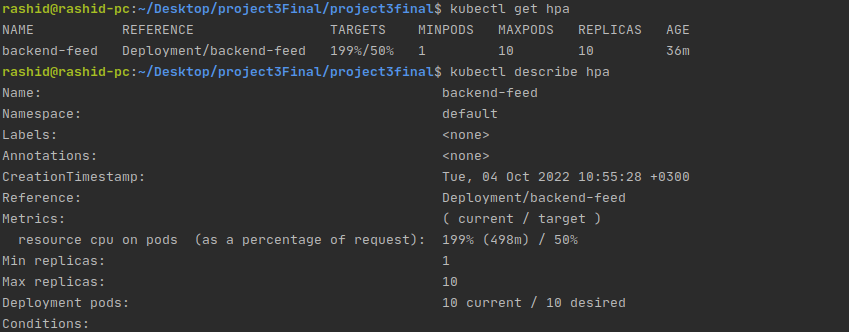 rashid@rashid-pc:~/Desktop/project3Final/project3final$ kubectl get hpa
NAME           REFERENCE                 TARGETS    MINPODS   MAXPODS   REPLICAS   AGE
backend-feed   Deployment/backend-feed   199%/50%   1         10        10         36m
rashid@rashid-pc:~/Desktop/project3Final/project3final$ kubectl describe hpa
Name:                                                  backend-feed
Namespace:                                             default
Labels:                                                <none>
Annotations:                                           <none>
CreationTimestamp:                                     Tue, 04 Oct 2022 10:55:28 +0300
Reference:                                             Deployment/backend-feed
Metrics:                                               ( current / target )
  resource cpu on pods  (as a percentage of request):  199% (498m) / 50%
Min replicas:                                          1
Max replicas:                                          10
Deployment pods:                                       10 current / 10 desired
Conditions: